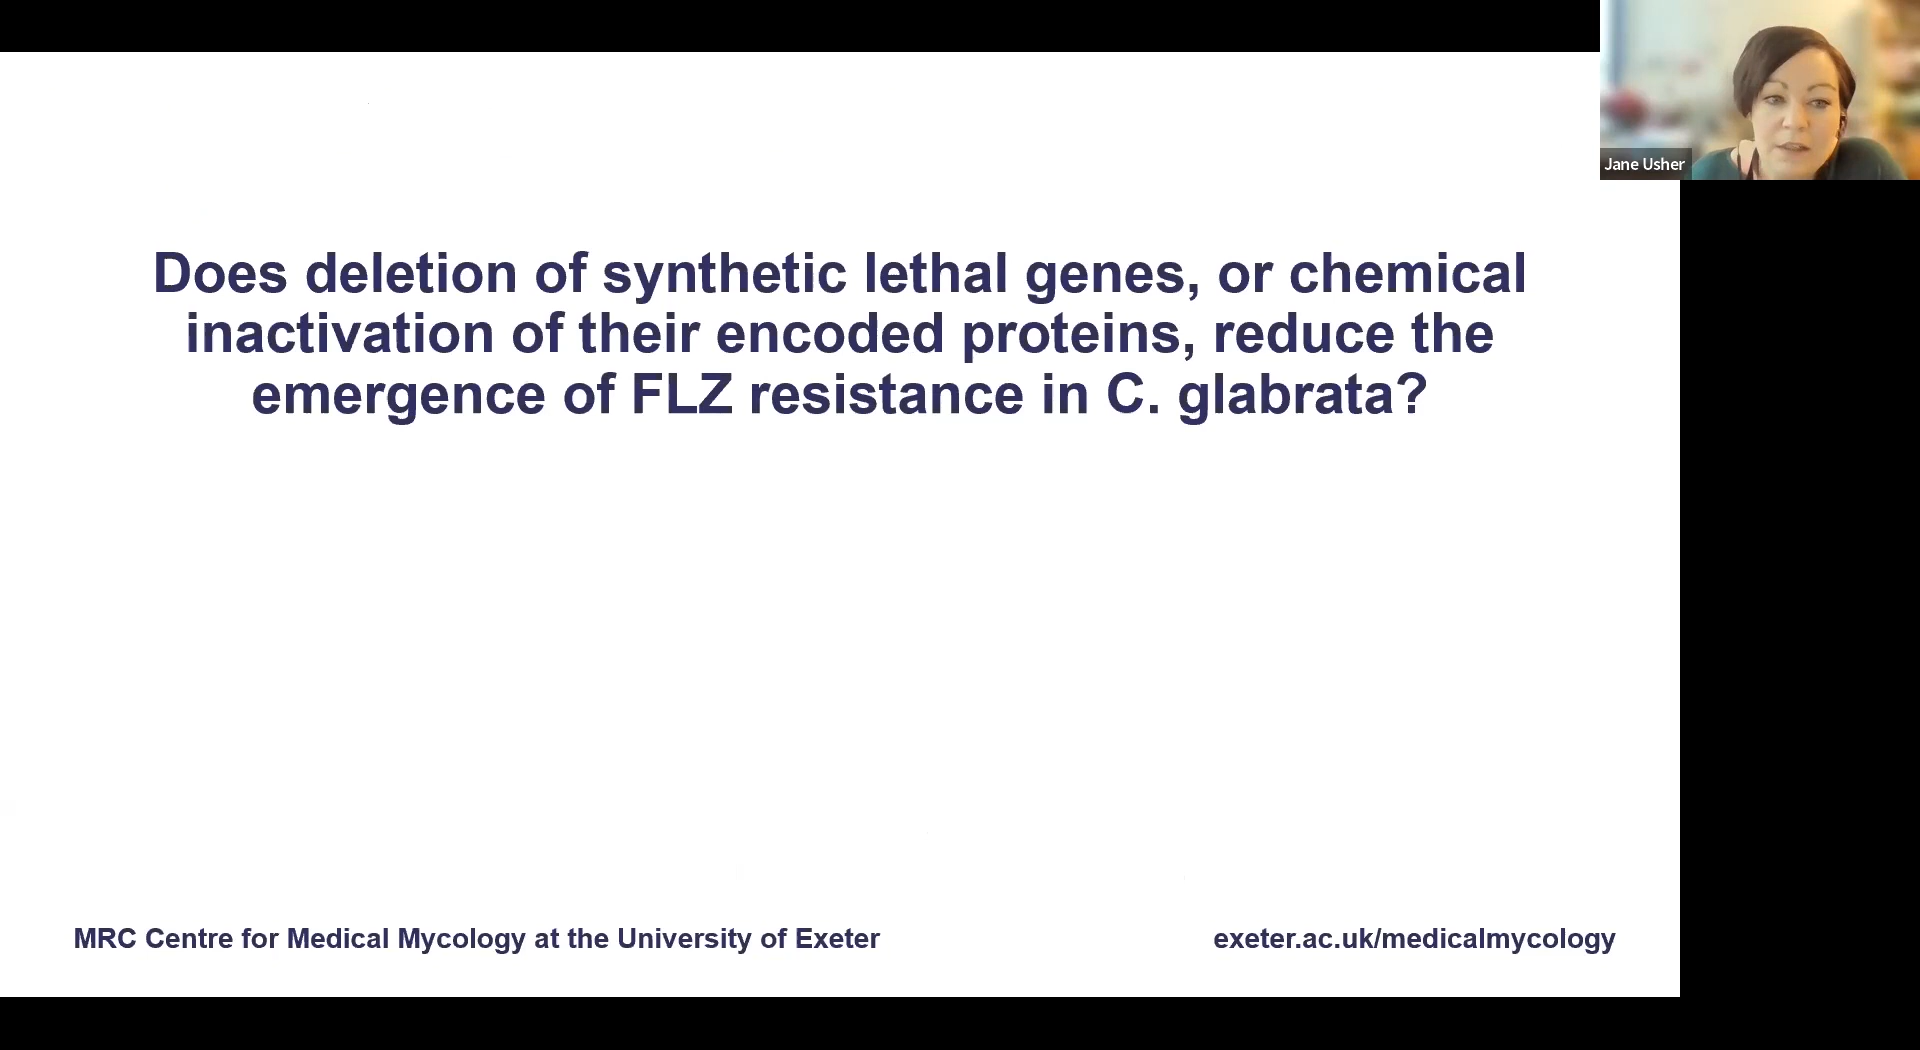 Jane Usher
Does deletion of synthetic lethal genes, or chemical
inactivation of their encoded proteins, reduce the
emergence of FLZ resistance in C. glabrata?
MRC Centre for Medical Mycology at the University of Exeter
exeter.ac.uk/medicalmycology